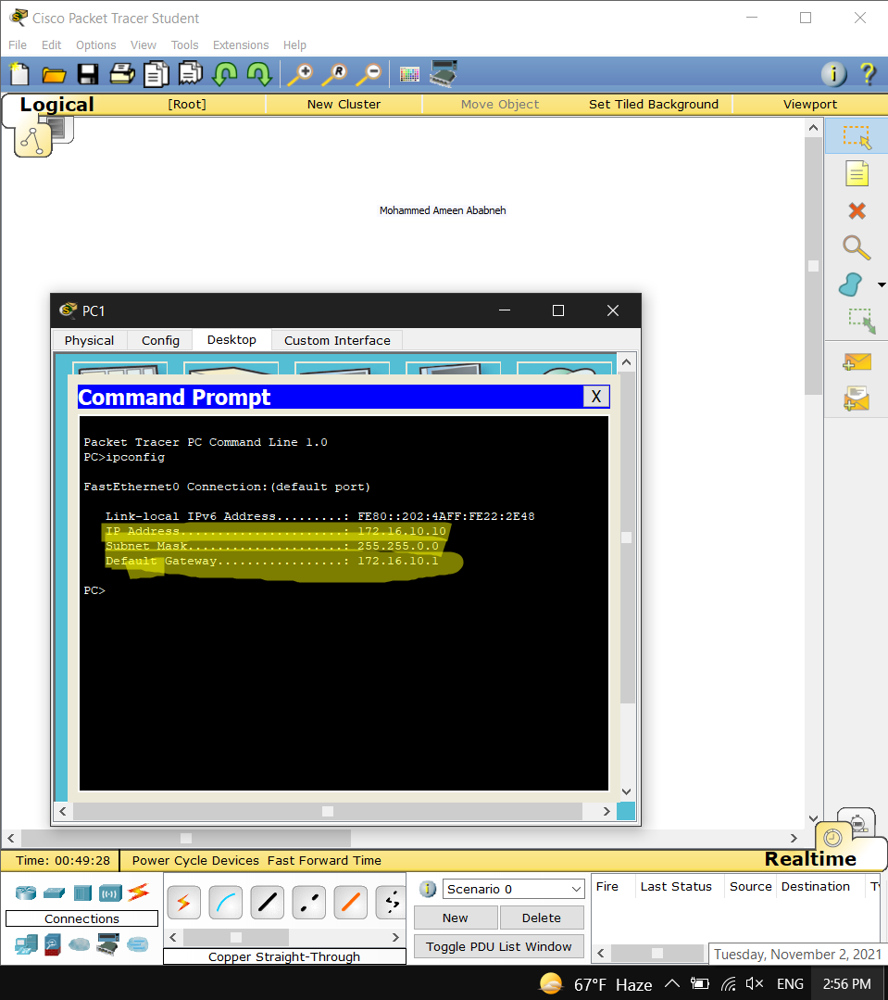 Cisco Packet Tracer Student
File Edit Options View Tools Extensions Help
Logical [Root] New Cluster Move Object Set Tiled Background Viewport
Mohammed Ameen Ababneh
PC1
Physical Config Desktop Custom Interface
Command Prompt X
Packet Tracer PC Command Line 1.0
PC>ipconfig
FastEthernet0 Connection:(default port)
Link-local IPv6 Address.........: FE80::202:4AFF:FE22:2E48
IP Address......................: 172.16.10.10
Subnet Mask.....................: 255.255.0.0
Default Gateway.................: 172.16.10.1
PC>
Time: 00:49:28 Power Cycle Devices Fast Forward Time Realtime
Scenario 0 Fire Last Status Source Destination
Connections New Delete
Toggle PDU List Window
Copper Straight-Through
Tuesday, November 2, 2021
67°F Haze ENG 2:56 PM